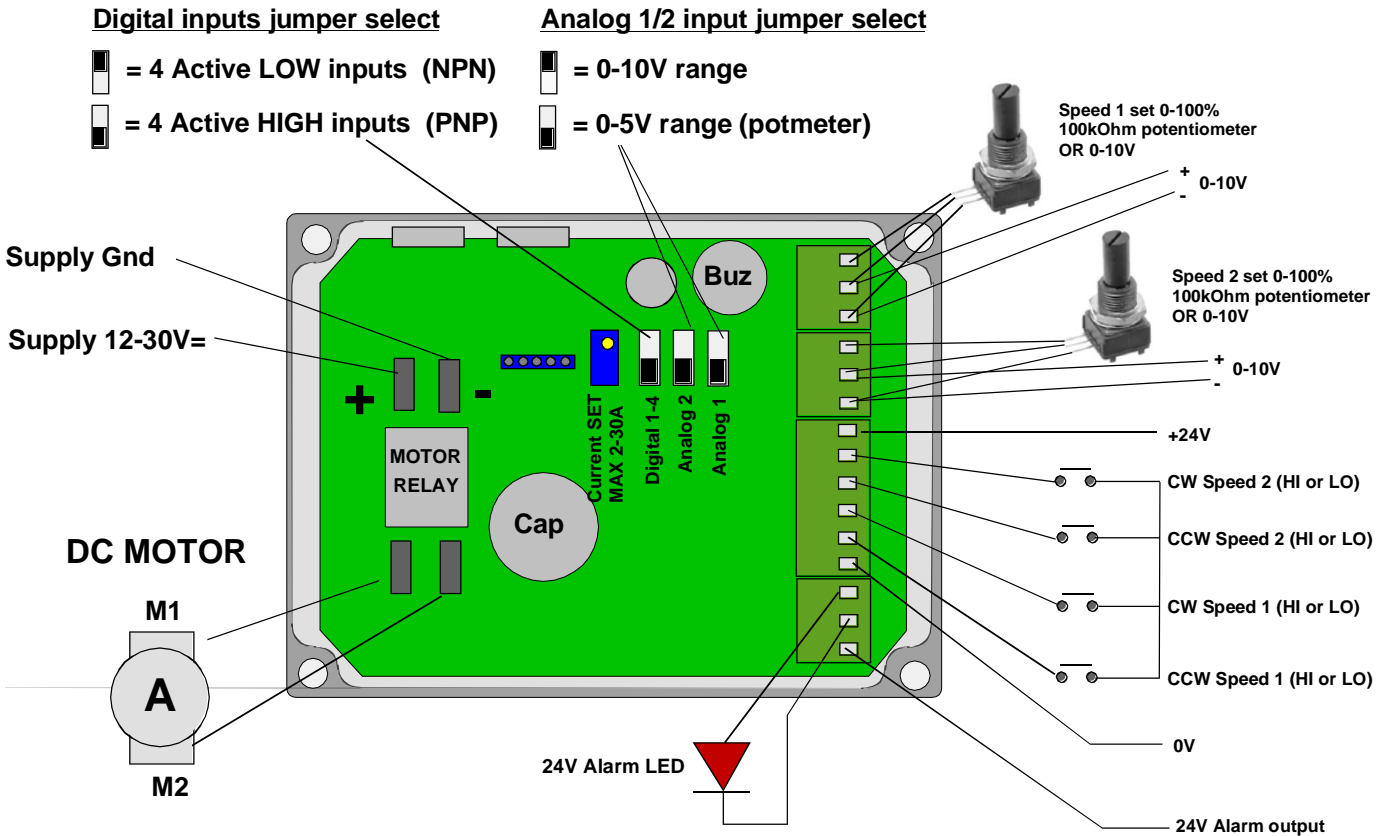 Digital inputs jumper select
= 4 Active LOW inputs (NPN)
= 4 Active HIGH inputs (PNP)
Analog 1/2 input jumper select
= 0-10V range
= 0-5V range (potmeter)
Speed 1 set 0-100%
100kOhm potentiometer
OR 0-10V
+
0-10V
-
Speed 2 set 0-100%
100kOhm potentiometer
OR 0-10V
+
0-10V
-
Supply Gnd
Supply 12-30V=
+
-
Buz
Current SET
MAX 2-30A
Digital 1-4
Analog 2
Analog 1
MOTOR
RELAY
Cap
DC MOTOR
M1
A
M2
+24V
CW Speed 2 (HI or LO)
CCW Speed 2 (HI or LO)
CW Speed 1 (HI or LO)
CCW Speed 1 (HI or LO)
0V
24V Alarm LED
24V Alarm output